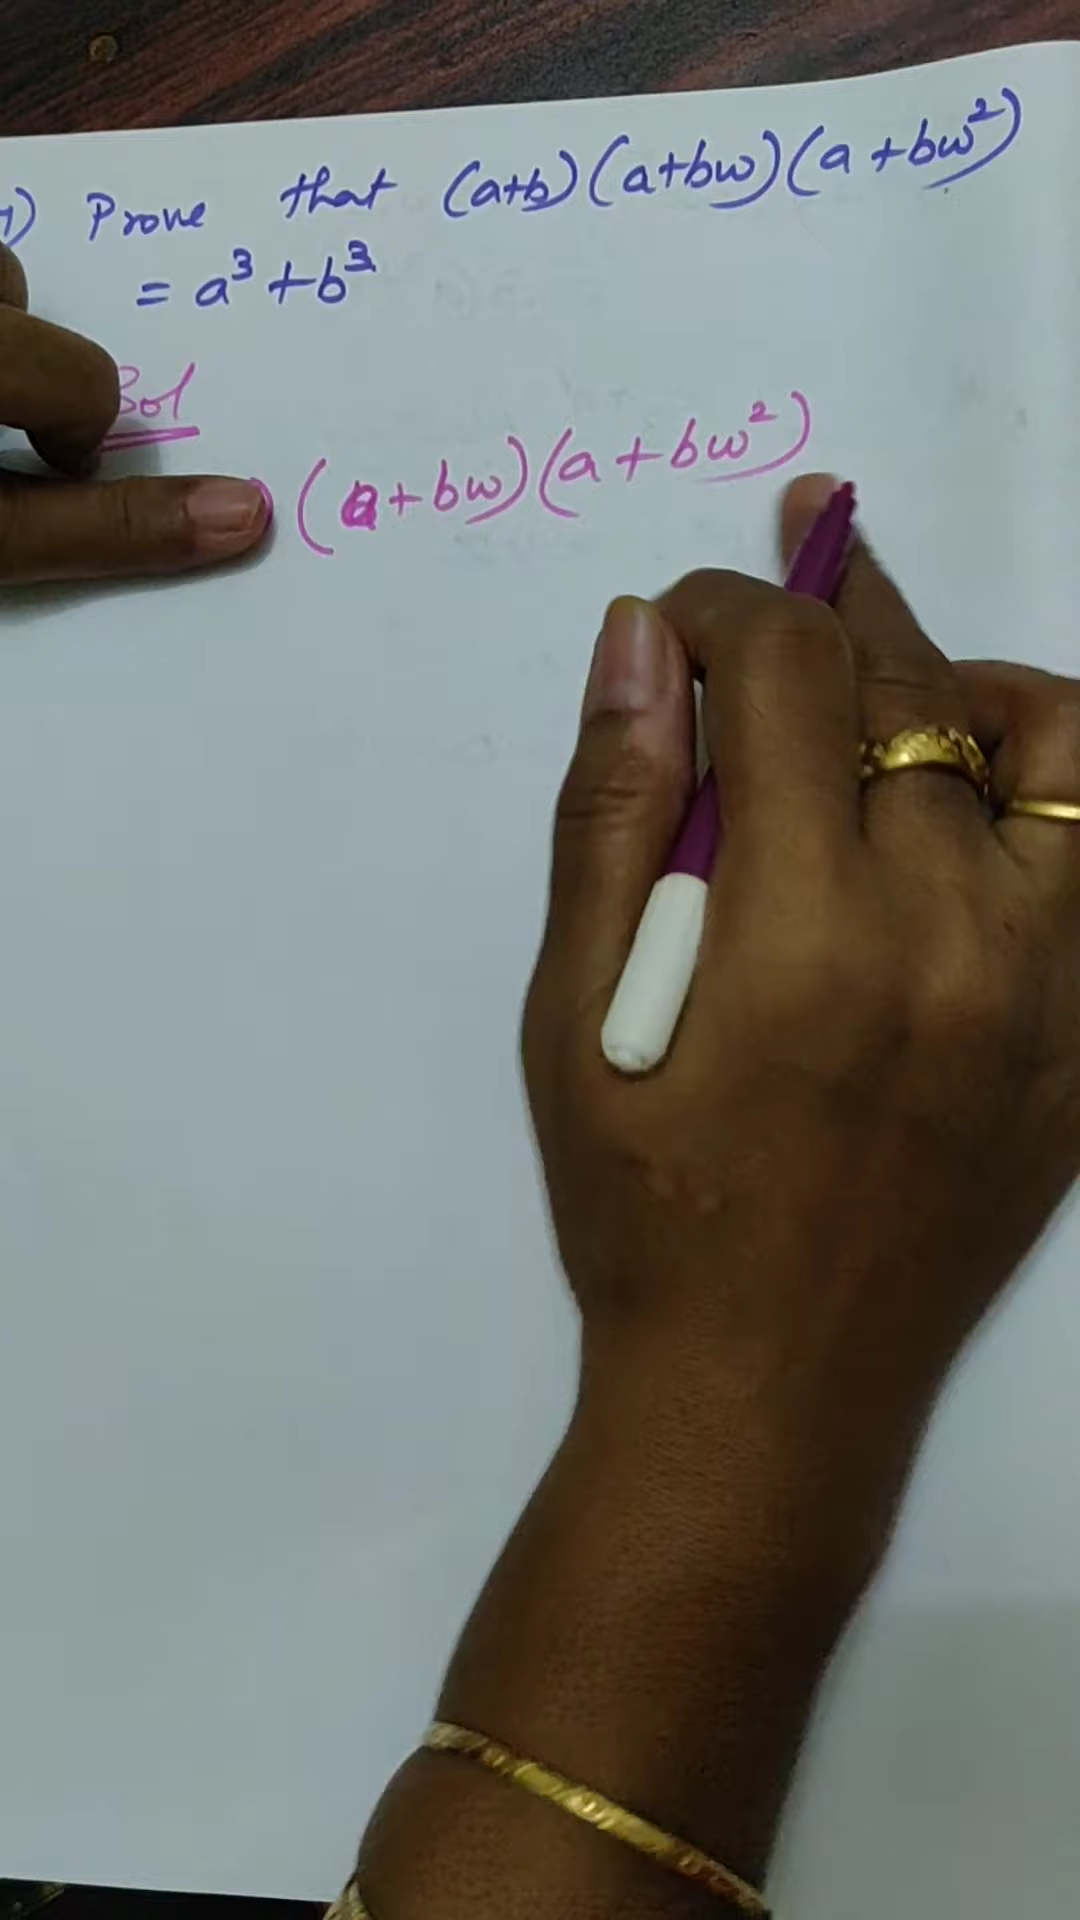 1) Prove that (a+b)(a+bω)(a+bω²)
= a³+b³
Sol
) (a+bω)(a+bω²)